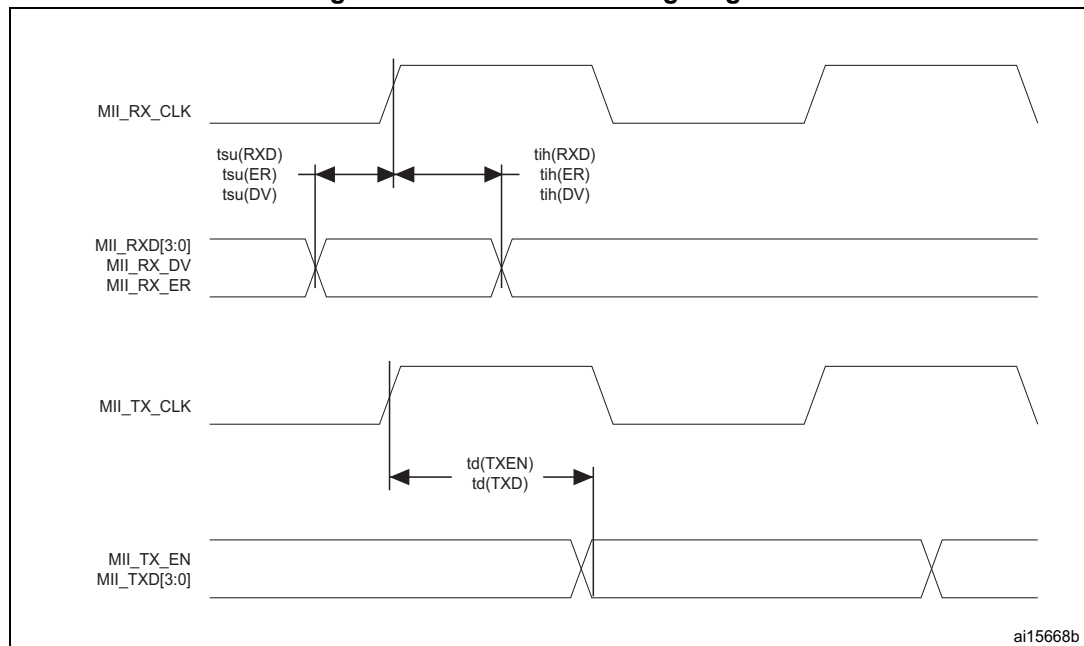 MII_RX_CLK
tsu(RXD)
tsu(ER)
tsu(DV)
tih(RXD)
tih(ER)
tih(DV)
MII_RXD[3:0]
MII_RX_DV
MII_RX_ER
MII_TX_CLK
td(TXEN)
td(TXD)
MII_TX_EN
MII_TXD[3:0]
ai15668b